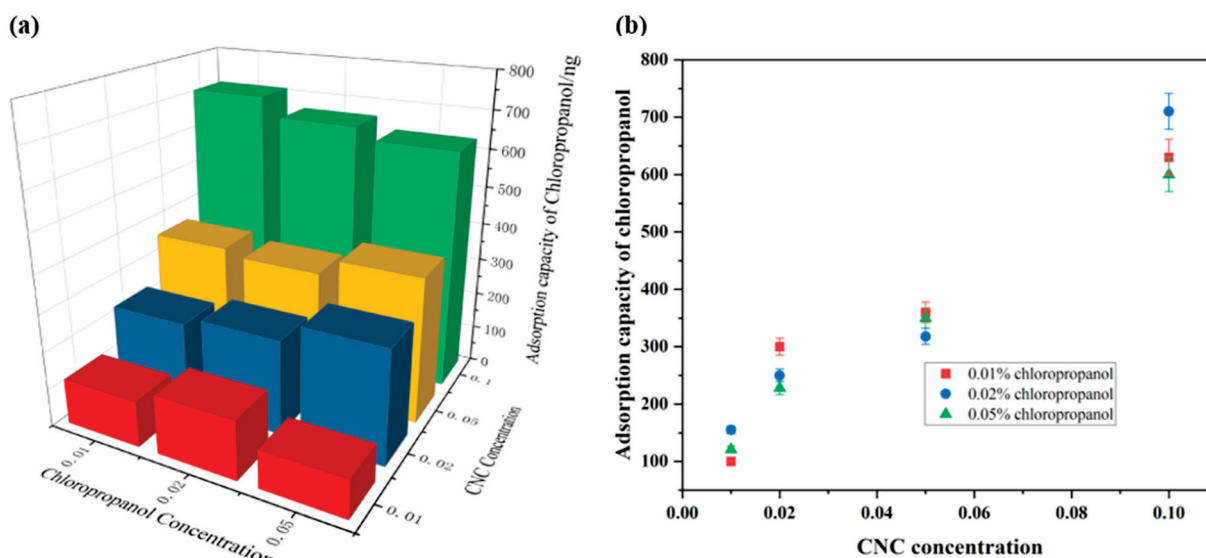 (a)
800
700
600
500
400
300
200
100
0
Adsorption capacity of Chloropropanol/ng
0. 1
0. 05
0. 02
0. 01
CNC Concentration
0. 01
0. 02
0. 05
Chloropropanol Concentration
(b)
800
700
600
500
400
300
200
100
Adsorption capacity of chloropropanol
0.01% chloropropanol
0.02% chloropropanol
0.05% chloropropanol
0.00 0.02 0.04 0.06 0.08 0.10
CNC concentration